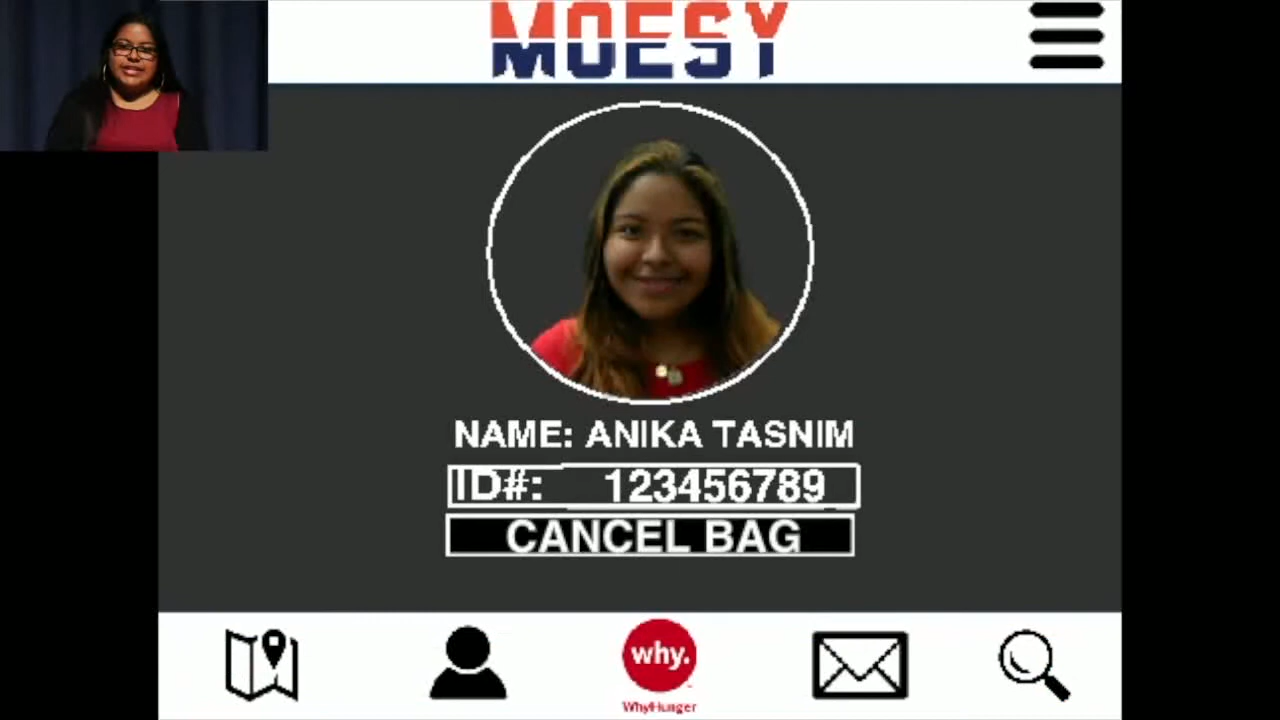 MOESY
NAME: ANIKA TASNIM
ID#: 123456789
CANCEL BAG
why.
WhyHunger